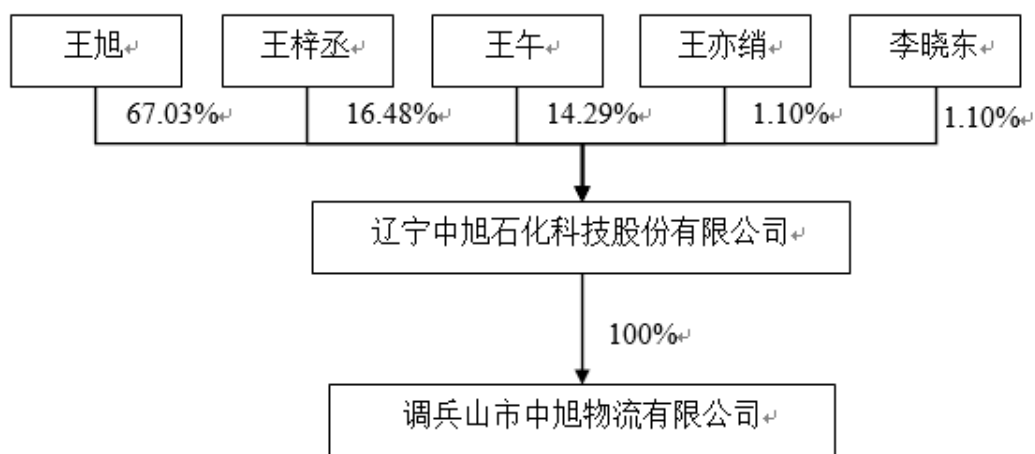 王旭 王梓丞 王午 王亦绡 李晓东
67.03% 16.48% 14.29% 1.10% 1.10%
辽宁中旭石化科技股份有限公司
100%
调兵山市中旭物流有限公司